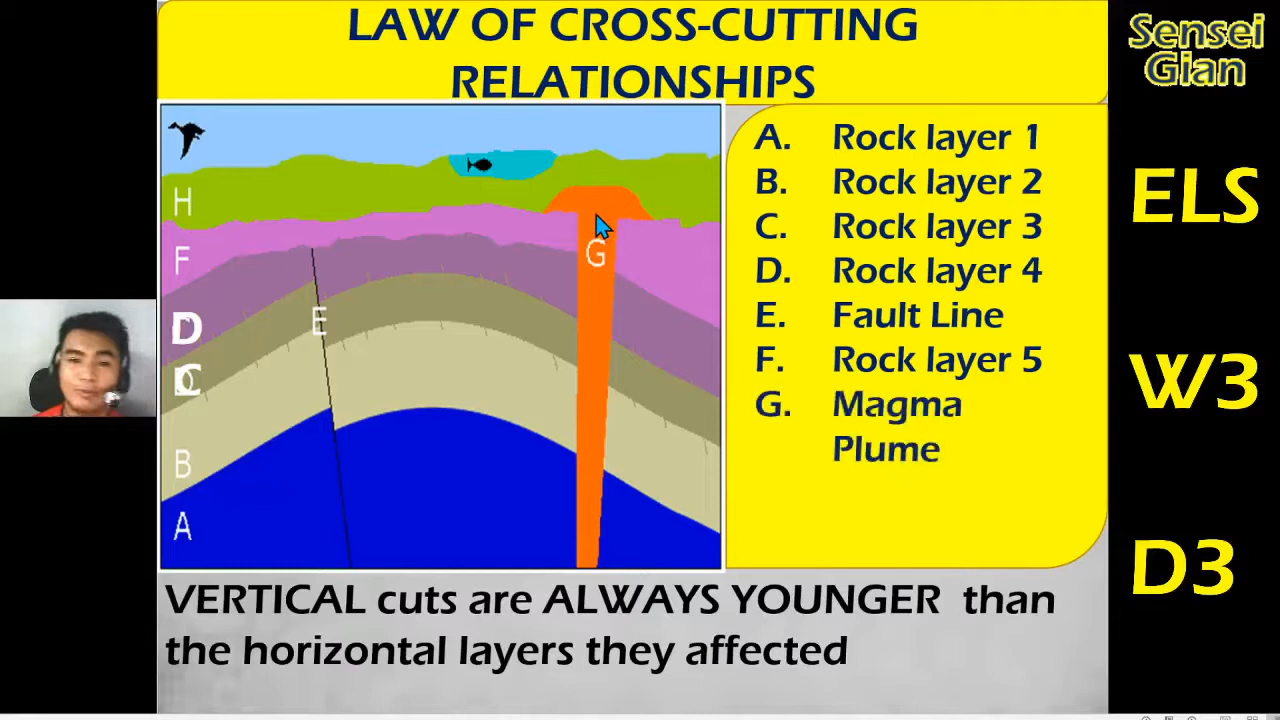 LAW OF CROSS-CUTTING
RELATIONSHIPS
Sensei
Gian
ELS
W3
D3
H
F
D
C
B
A
E
G
A. Rock layer 1
B. Rock layer 2
C. Rock layer 3
D. Rock layer 4
E. Fault Line
F. Rock layer 5
G. Magma
Plume
VERTICAL cuts are ALWAYS YOUNGER than
the horizontal layers they affected